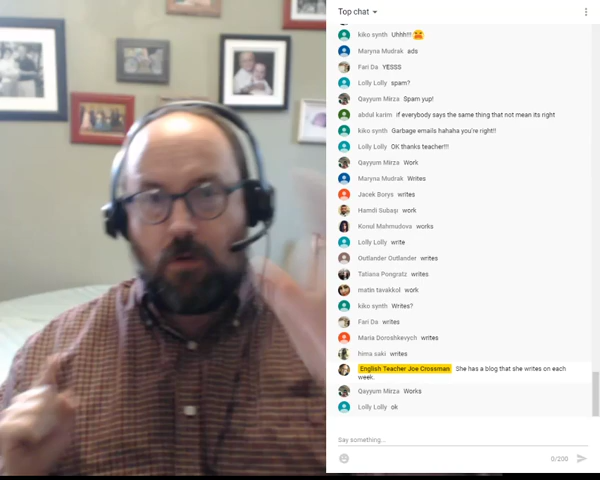 Top chat
kiko synth Uhhh!!!
Maryna Mudrak ads
Fari Da YESSS
Lolly Lolly spam?
Qayyum Mirza Spam yup!
abdul karim if everybody says the same thing that not mean its right
kiko synth Garbage emails hahaha you're right!!
Lolly Lolly OK thanks teacher!!!
Qayyum Mirza Work
Maryna Mudrak Writes
Jacek Borys writes
Hamdi Subaşı work
Konul Mahmudova works
Lolly Lolly write
Outlander Outlander writes
Tatiana Pongratz writes
matin tavakkol work
kiko synth Writes?
Fari Da writes
Maria Doroshkevych writes
hima saki writes
English Teacher Joe Crossman She has a blog that she writes on each
week.
Qayyum Mirza Works
Lolly Lolly ok
Say something...
0/200